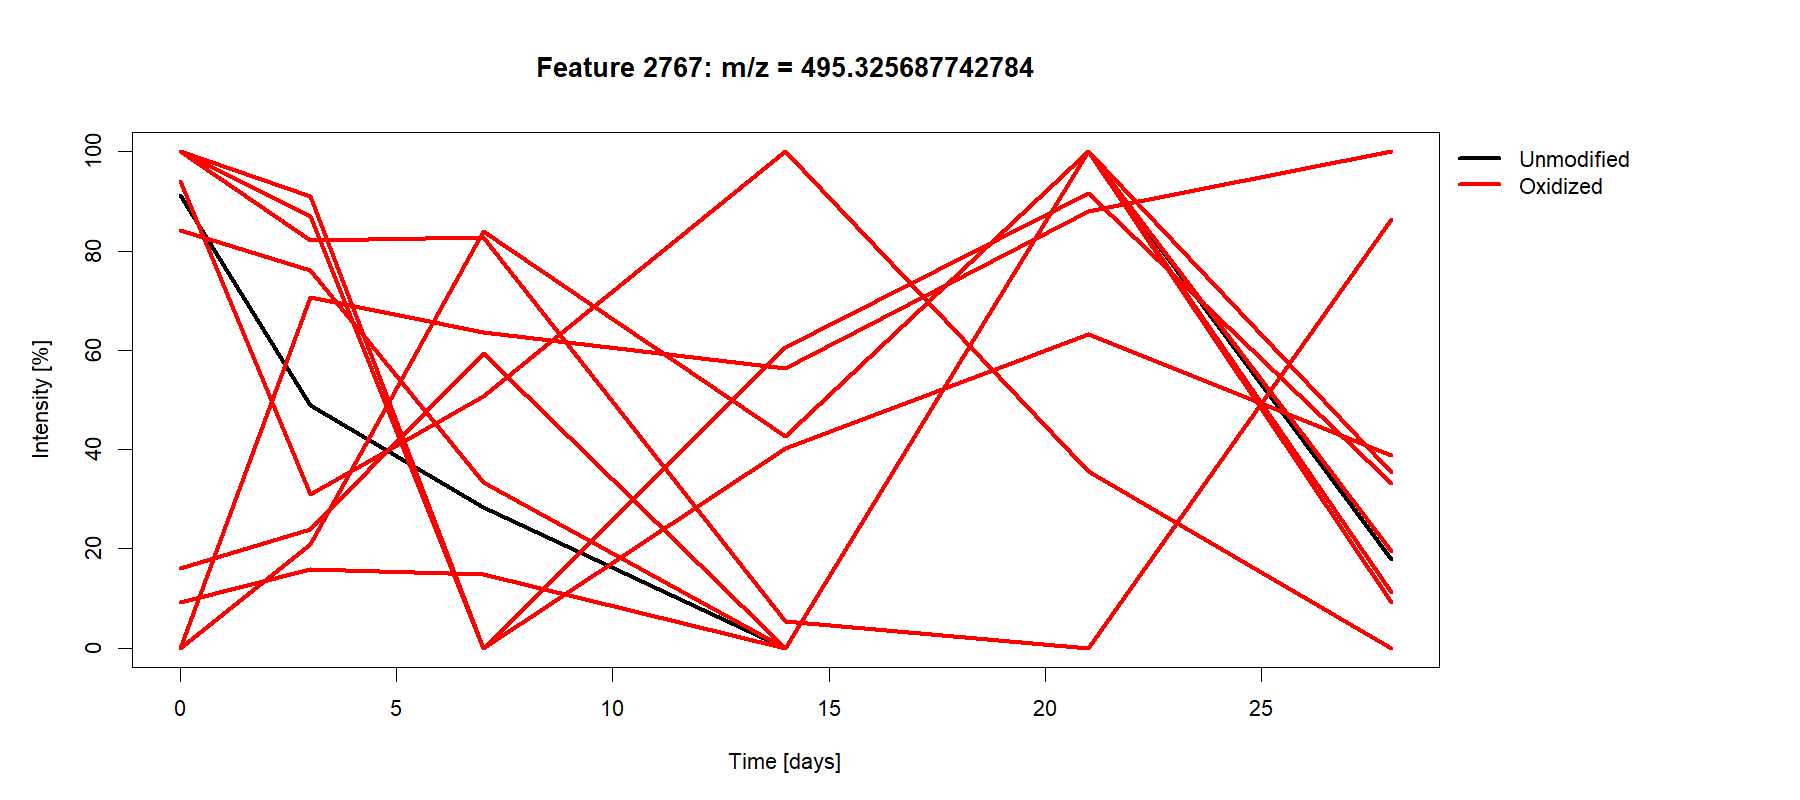 Feature 2767: m/z = 495.325687742784
Unmodified
Oxidized
Intensity [%]
100
80
60
40
20
0
0 5 10 15 20 25
Time [days]